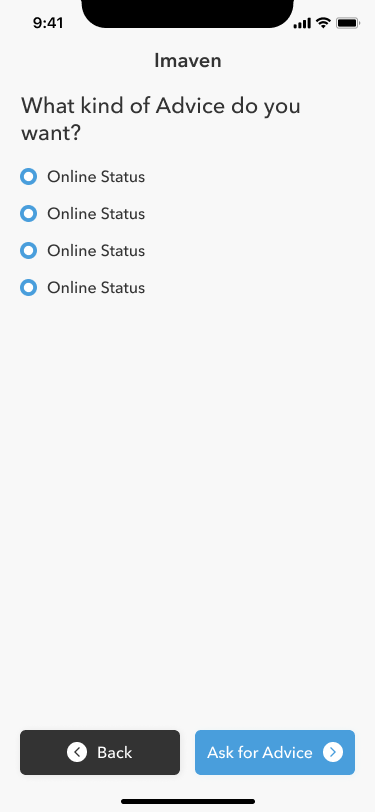 9:41
Imaven
What kind of Advice do you
want?
Online Status
Online Status
Online Status
Online Status
Back
Ask for Advice